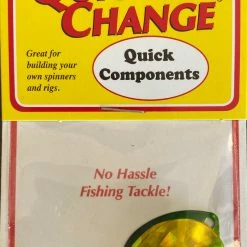 CHANGE®
Great for
building your
own spinners
and rigs.
Quick
Components
No Hassle
Fishing Tackle!